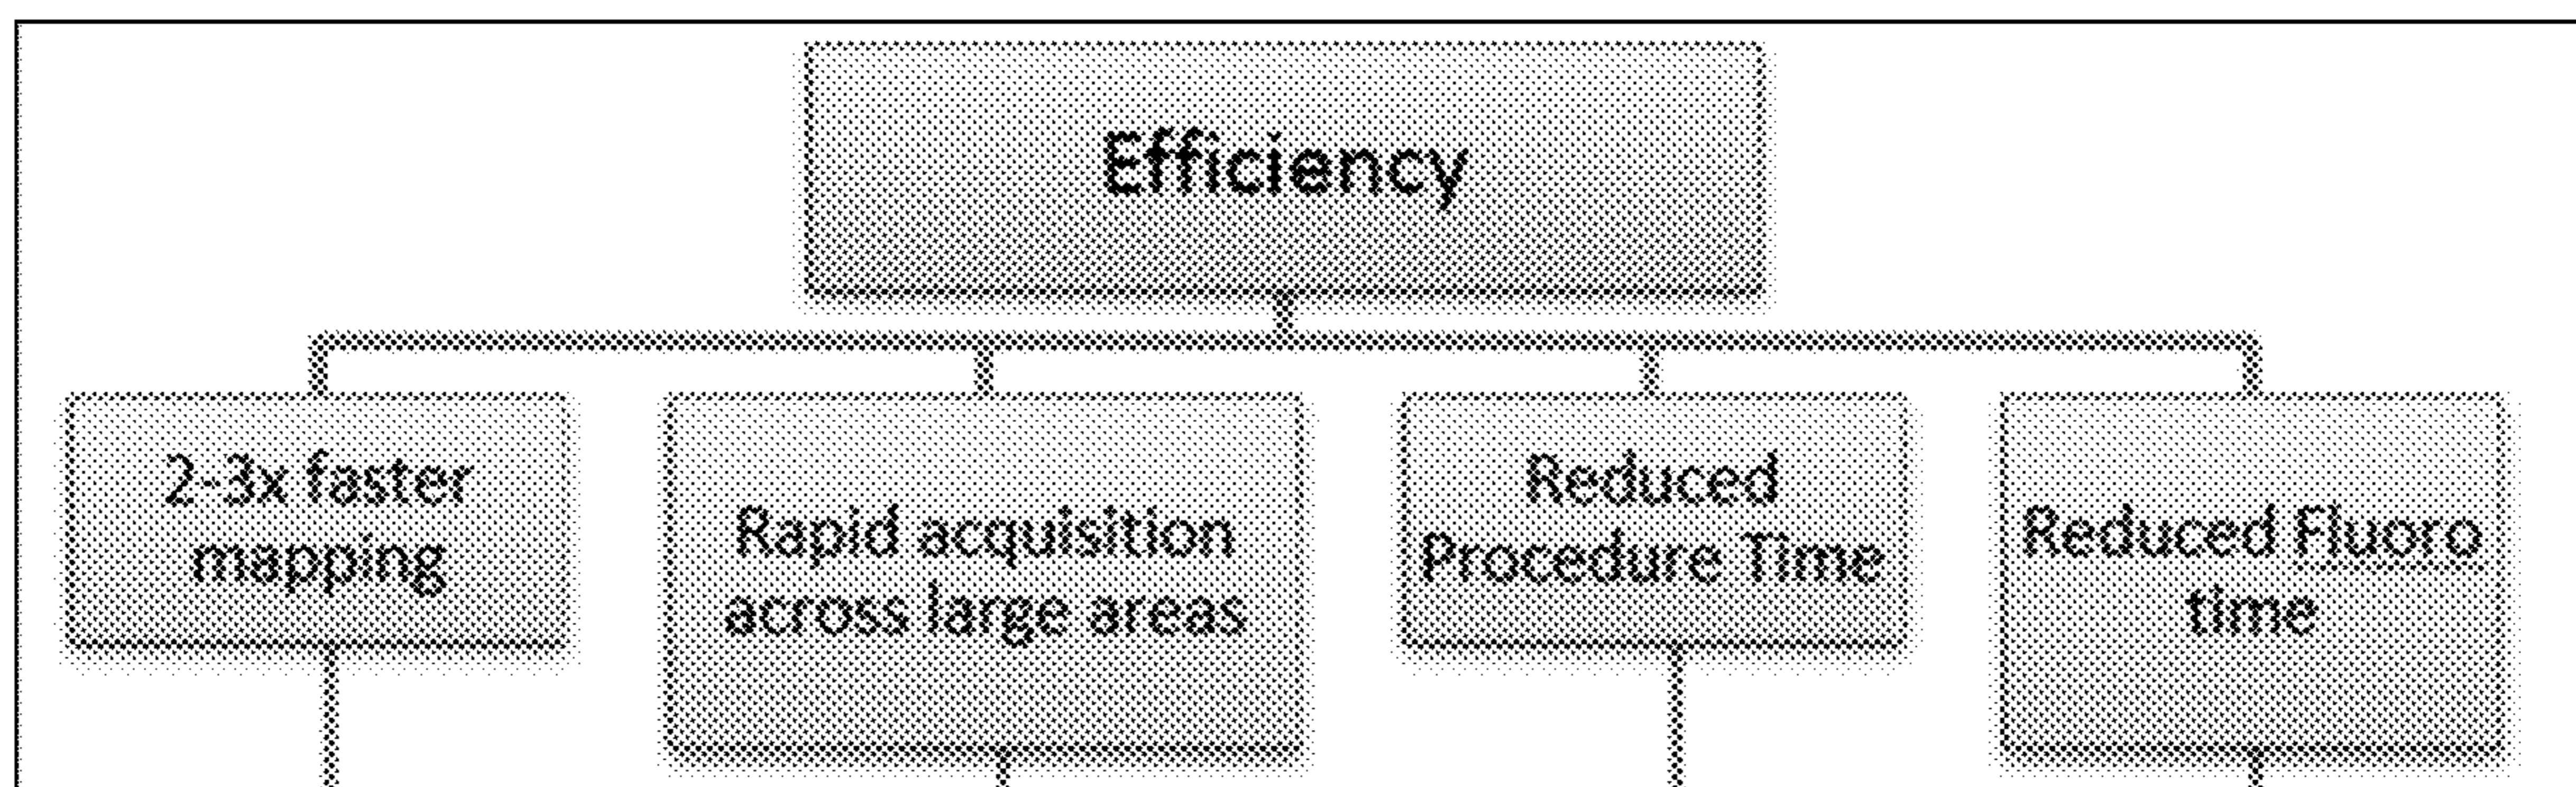 Efficiency
2-3x faster
mapping
Rapid acquisition
across large areas
Reduced
Procedure Time
Reduced Fluoro
time